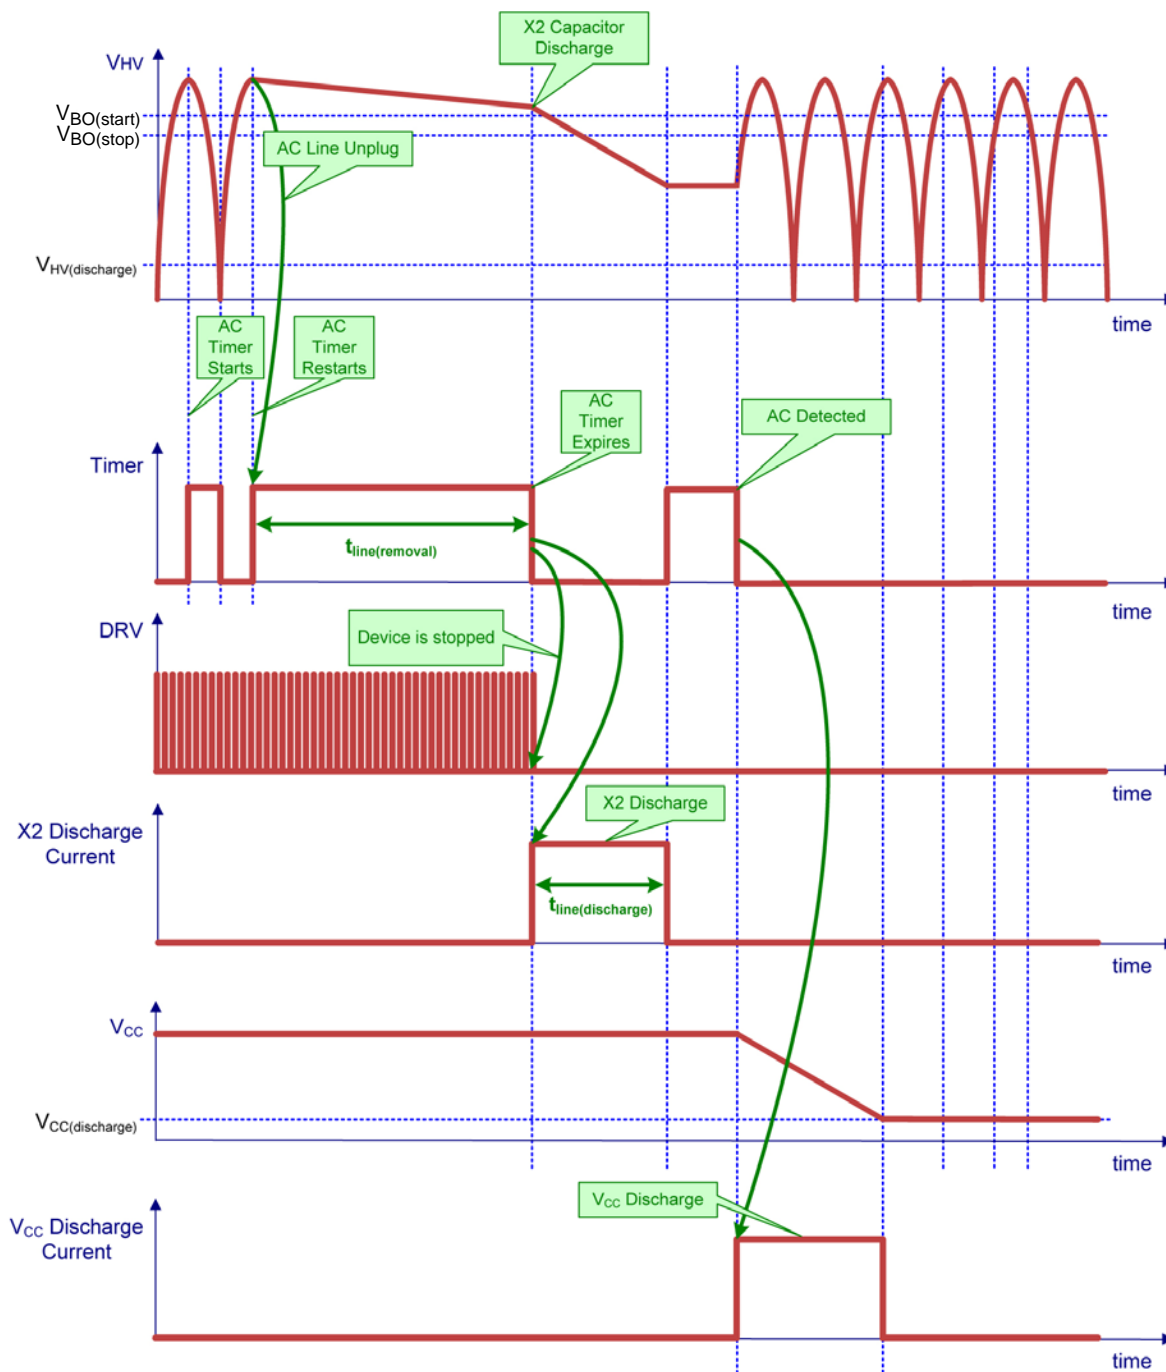 X2 Capacitor
Discharge
VHV
VBO(start)
VBO(stop)
AC Line Unplug
VHV(discharge)
time
AC
Timer
Starts
AC
Timer
Restarts
AC
Timer
Expires
AC Detected
Timer
tline(removal)
time
DRV
Device is stopped
time
X2 Discharge
X2 Discharge
Current
tline(discharge)
time
VCC
VCC(discharge)
time
VCC Discharge
VCC Discharge
Current
time